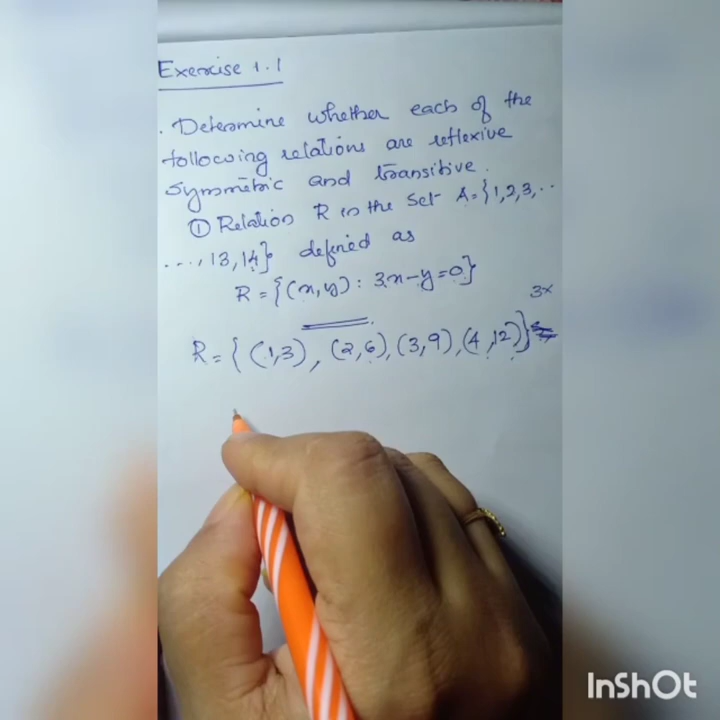 Exercise 1.1
. Determine whether each of the
following relations are reflexive
symmetric and transitive.
① Relation R in the set A = {1,2,3,..
...,13,14} defined as
R = {(x,y) : 3x-y=0}
3x
R = { (1,3), (2,6), (3,9), (4,12)}
InShOt